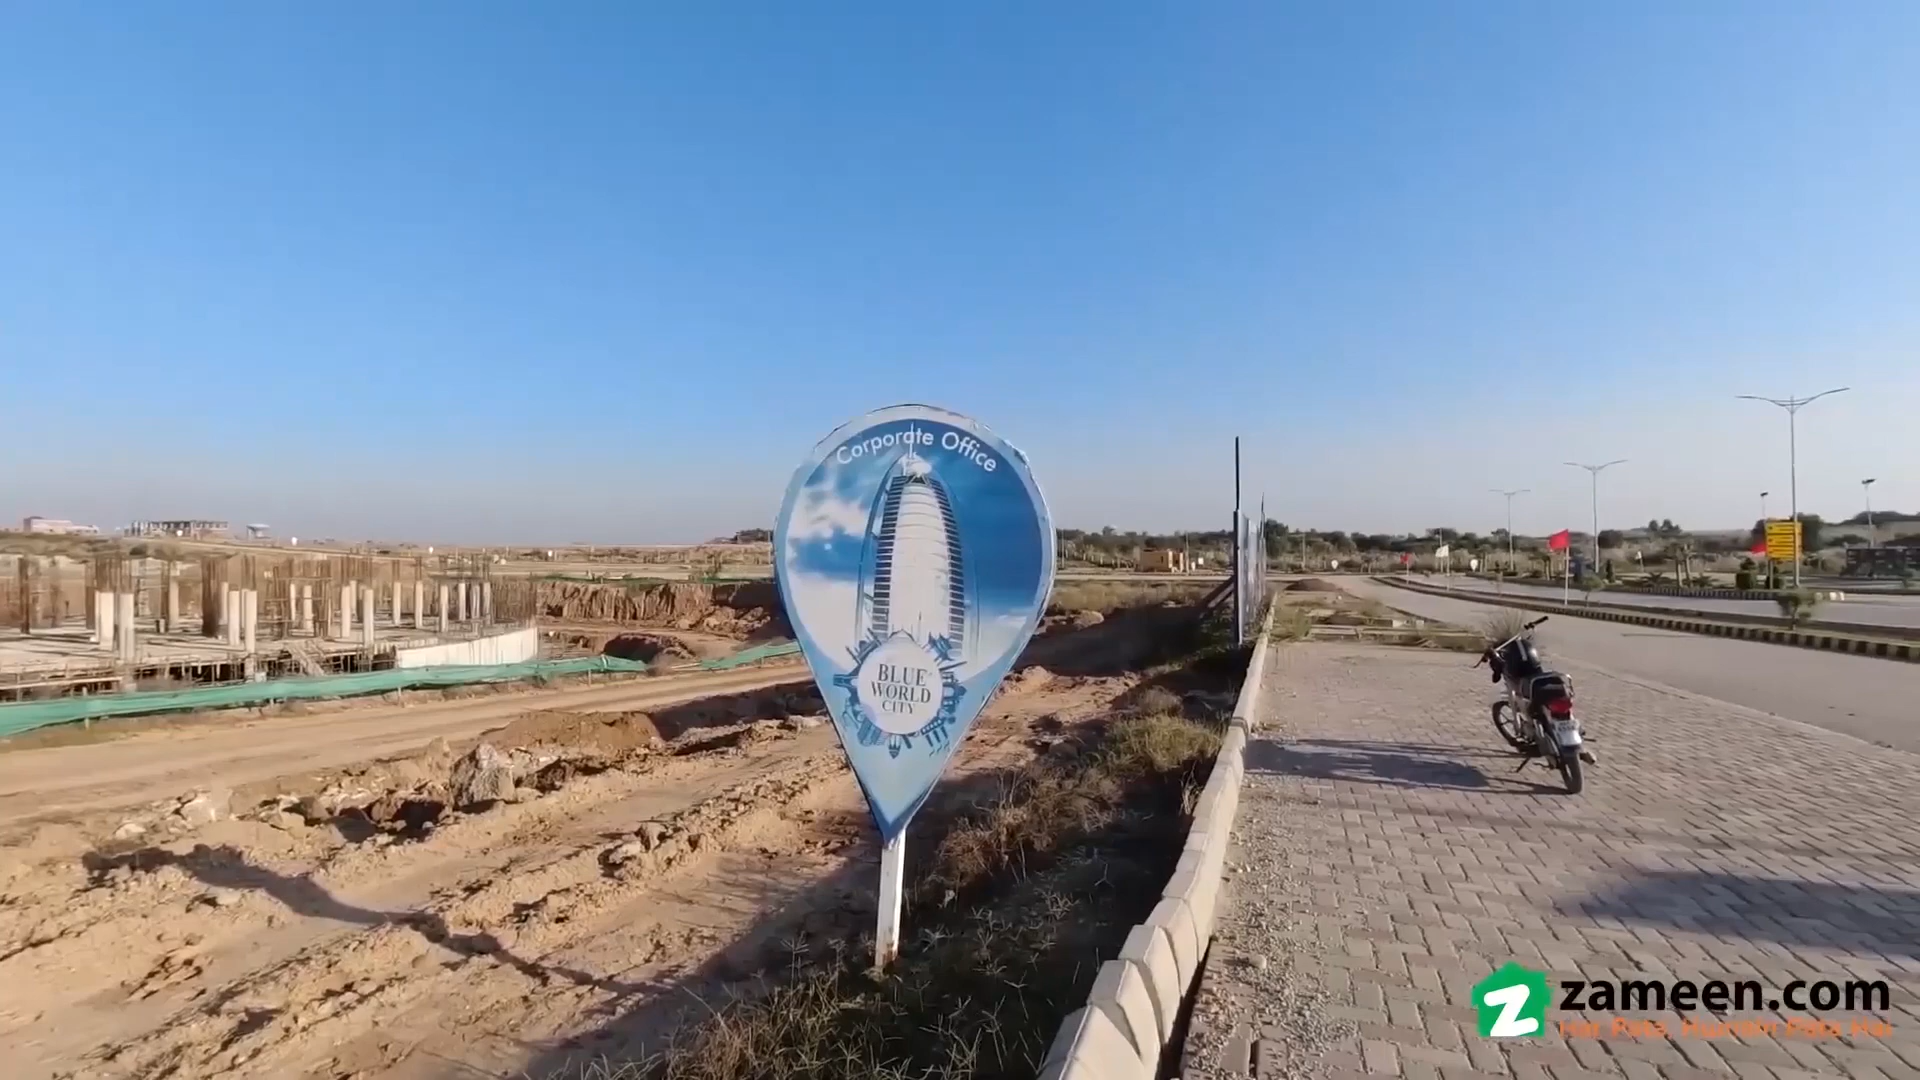 Corporate Office
BLUE
WORLD
CITY
zameen.com
Har Pata, Humein Pata Hai